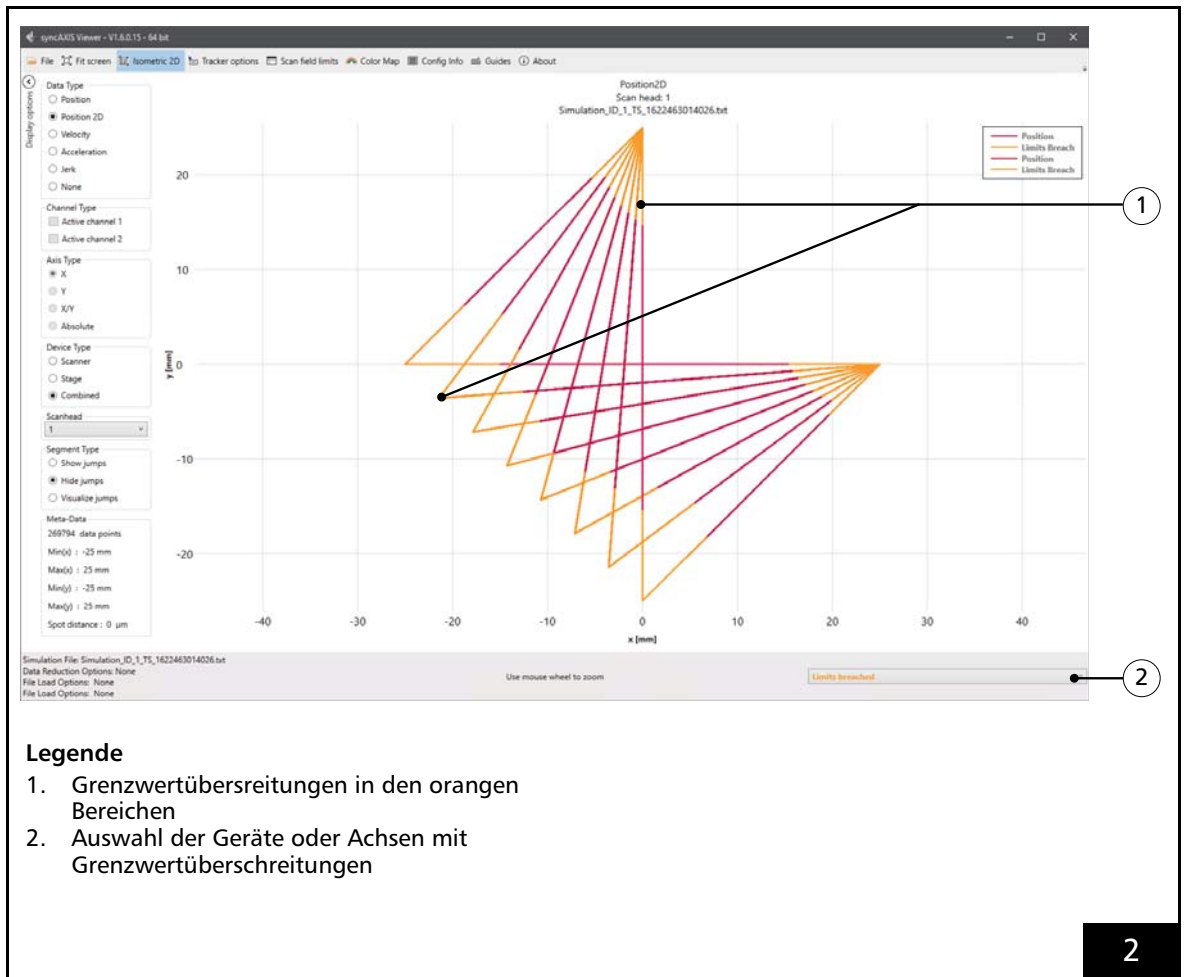 syncAXIS Viewer - V1.6.0.15 - 64 bit
File Fit screen Isometric 2D Tracker options Scan field limits Color Map Config Info Guides About
Display options
Data Type
Position
Position 2D
Velocity
Acceleration
Jerk
None
Channel Type
Active channel 1
Active channel 2
Axis Type
X
Y
X/Y
Absolute
Device Type
Scanner
Stage
Combined
Scanhead
1
Segment Type
Show jumps
Hide jumps
Visualize jumps
Meta-Data
269794 data points
Min(x) : -25 mm
Max(x) : 25 mm
Min(y) : -25 mm
Max(y) : 25 mm
Spot distance : 0 µm
Position2D
Scan head: 1
Simulation_ID_1_TS_1622463014026.txt
Position
Limits Breach
Position
Limits Breach
20
10
0
-10
-20
y [mm]
-40 -30 -20 -10 0 10 20 30 40
x [mm]
1
Simulation File: Simulation_ID_1_TS_1622463014026.txt
Data Reduction Options: None
File Load Options: None
File Load Options: None
Use mouse wheel to zoom
Limits breached
2
Legende
1. Grenzwertübersreitungen in den orangen
Bereichen
2. Auswahl der Geräte oder Achsen mit
Grenzwertüberschreitungen
2